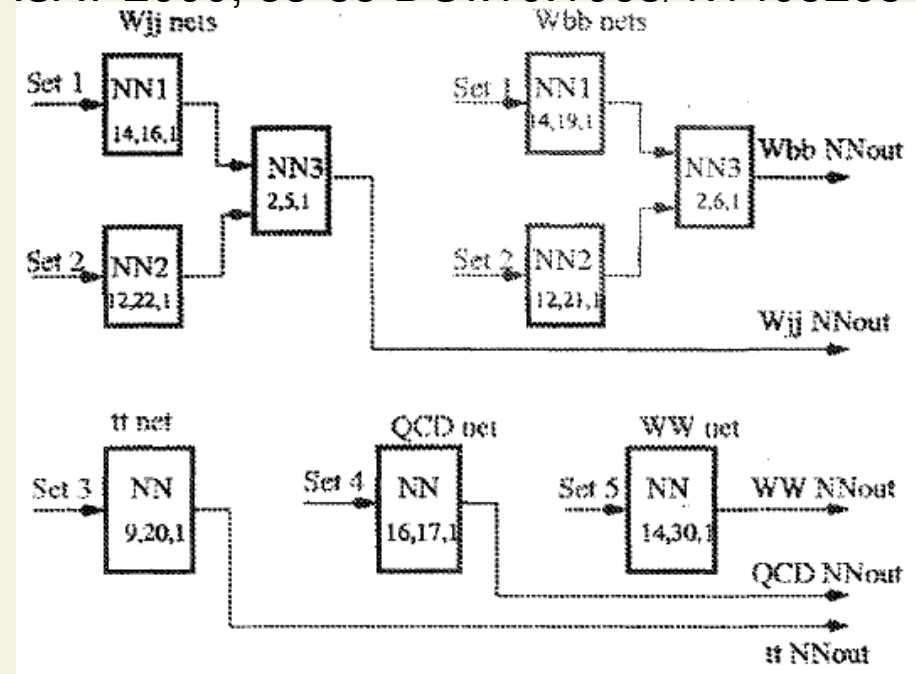 Wjj nets
Wbb nets
Set 1
NN1
14,16,1
Set 1
NN1
14,19,1
NN3
2,5,1
NN3
2,6,1
Wbb NNout
Set 2
NN2
12,22,1
Set 2
NN2
12,21,1
Wjj NNout
tt net
QCD net
WW net
Set 3
NN
9,20,1
Set 4
NN
16,17,1
Set 5
NN
14,30,1
WW NNout
QCD NNout
tt NNout